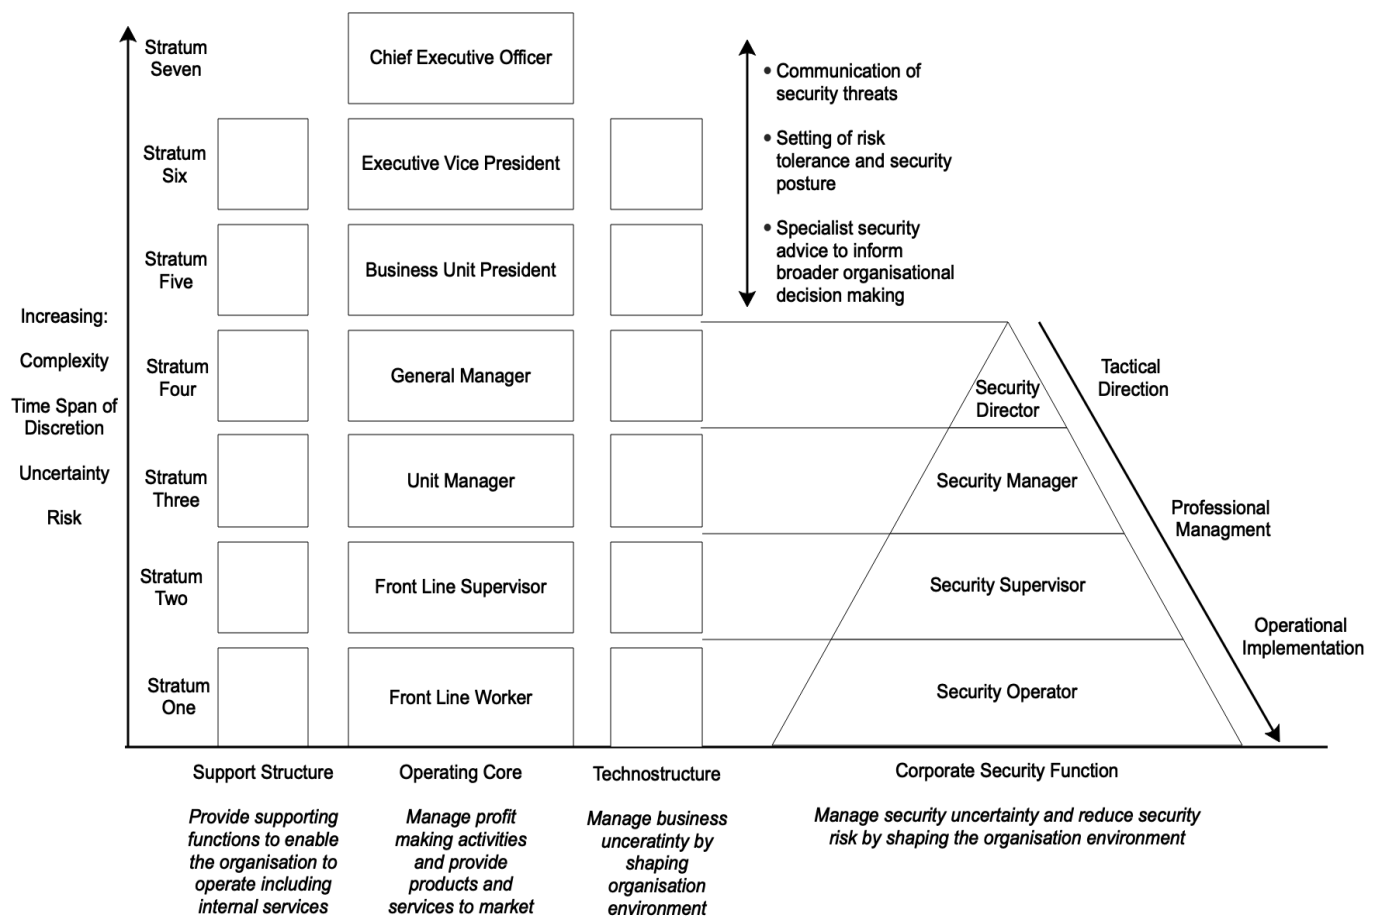 Stratum
Seven
Chief Executive Officer
Communication of
security threats
Stratum
Six
Executive Vice President
Setting of risk
tolerance and security
posture
Stratum
Five
Business Unit President
Specialist security
advice to inform
broader organisational
decision making
Increasing:
Complexity
Time Span of
Discretion
Uncertainty
Risk
Stratum
Four
General Manager
Security
Director
Tactical
Direction
Stratum
Three
Unit Manager
Security Manager
Professional
Managment
Stratum
Two
Front Line Supervisor
Security Supervisor
Operational
Implementation
Stratum
One
Front Line Worker
Security Operator
Support Structure
Provide supporting
functions to enable
the organisation to
operate including
internal services
Operating Core
Manage profit
making activities
and provide
products and
services to market
Technostructure
Manage business
unceratinty by
shaping
organisation
environment
Corporate Security Function
Manage security uncertainty and reduce security
risk by shaping the organisation environment